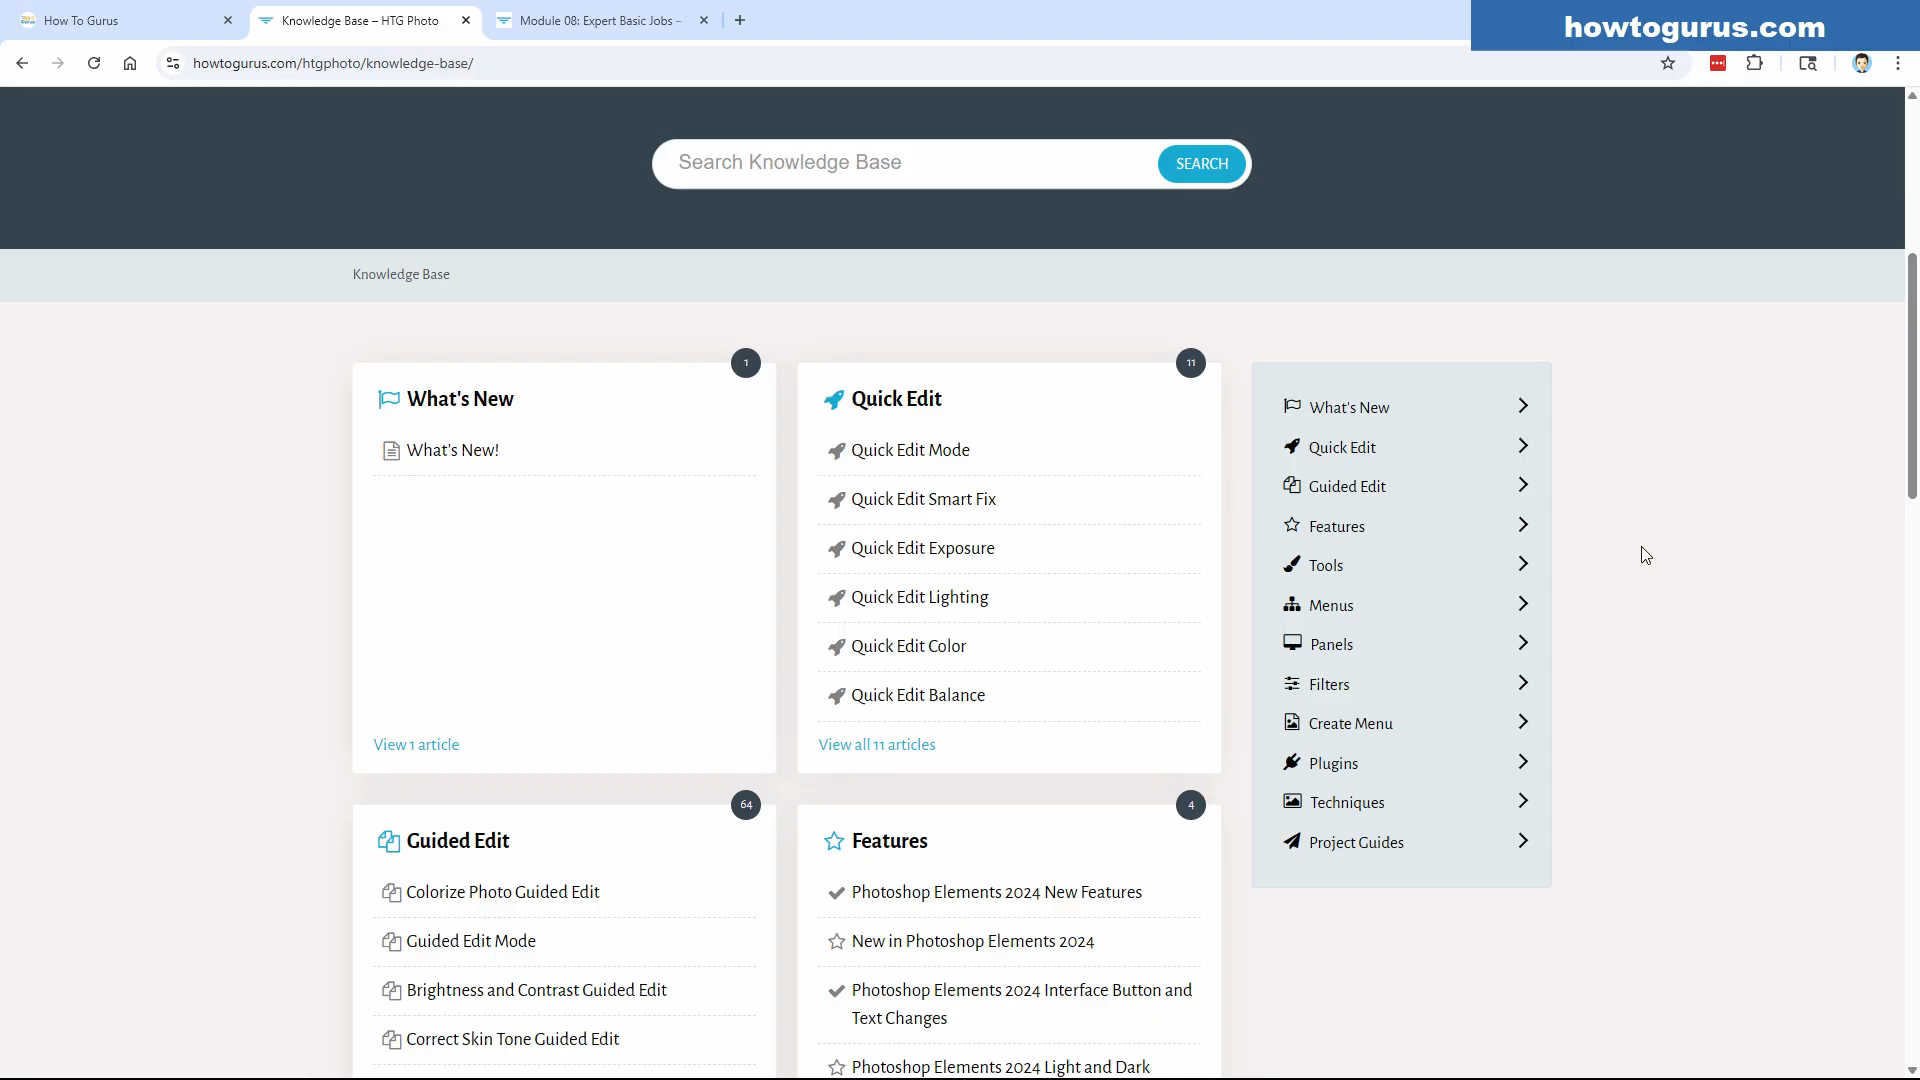 How To Gurus
Knowledge Base – HTG Photo
Module 08: Expert Basic Jobs –
howtogurus.com
howtogurus.com/htgphoto/knowledge-base/
Search Knowledge Base
SEARCH
Knowledge Base
1
What's New
What's New!
View 1 article
11
Quick Edit
Quick Edit Mode
Quick Edit Smart Fix
Quick Edit Exposure
Quick Edit Lighting
Quick Edit Color
Quick Edit Balance
View all 11 articles
What's New
Quick Edit
Guided Edit
Features
Tools
Menus
Panels
Filters
Create Menu
Plugins
Techniques
Project Guides
64
Guided Edit
Colorize Photo Guided Edit
Guided Edit Mode
Brightness and Contrast Guided Edit
Correct Skin Tone Guided Edit
4
Features
Photoshop Elements 2024 New Features
New in Photoshop Elements 2024
Photoshop Elements 2024 Interface Button and
Text Changes
Photoshop Elements 2024 Light and Dark